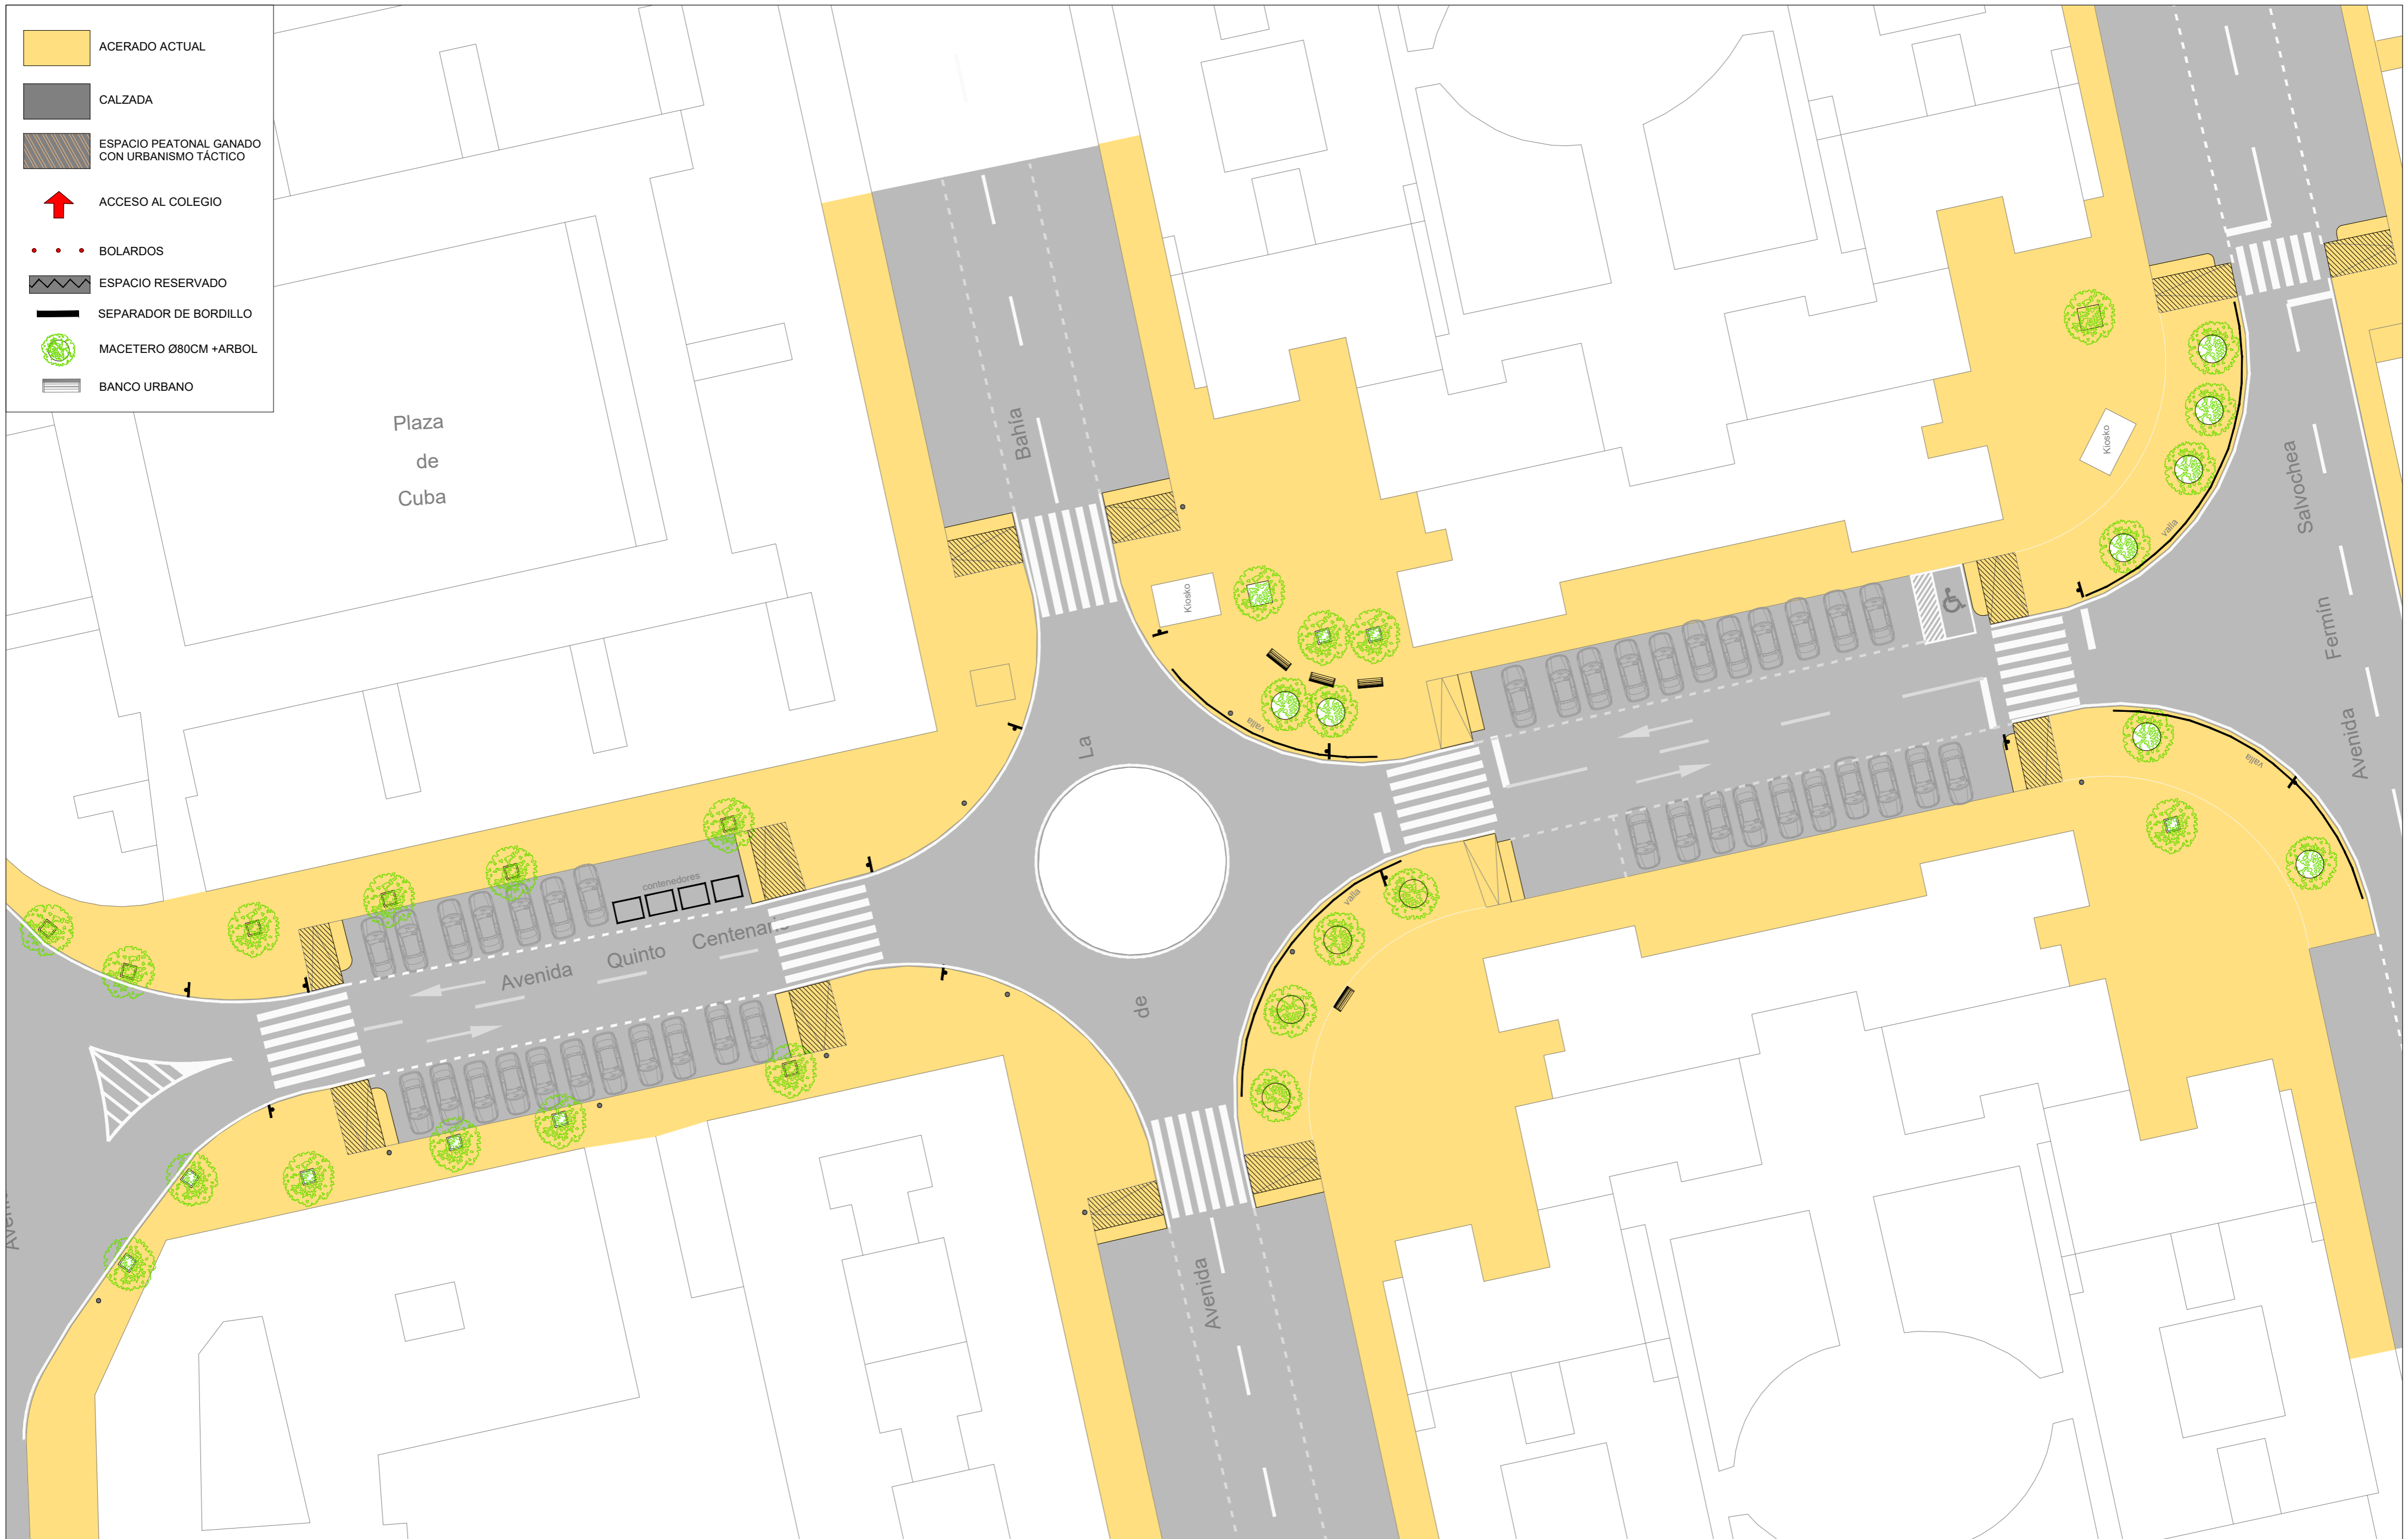 ACERADO ACTUAL
CALZADA
ESPACIO PEATONAL GANADO
CON URBANISMO TÁCTICO
ACCESO AL COLEGIO
BOLARDOS
ESPACIO RESERVADO
SEPARADOR DE BORDILLO
MACETERO Ø80CM +ARBOL
BANCO URBANO
Plaza
de
Cuba
Bahía
La
de
Avenida
Kiosko
valla
Kiosko
valla
Salvochea
Fermín
Avenida
valla
valla
contenedores
Avenida Quinto Centenario